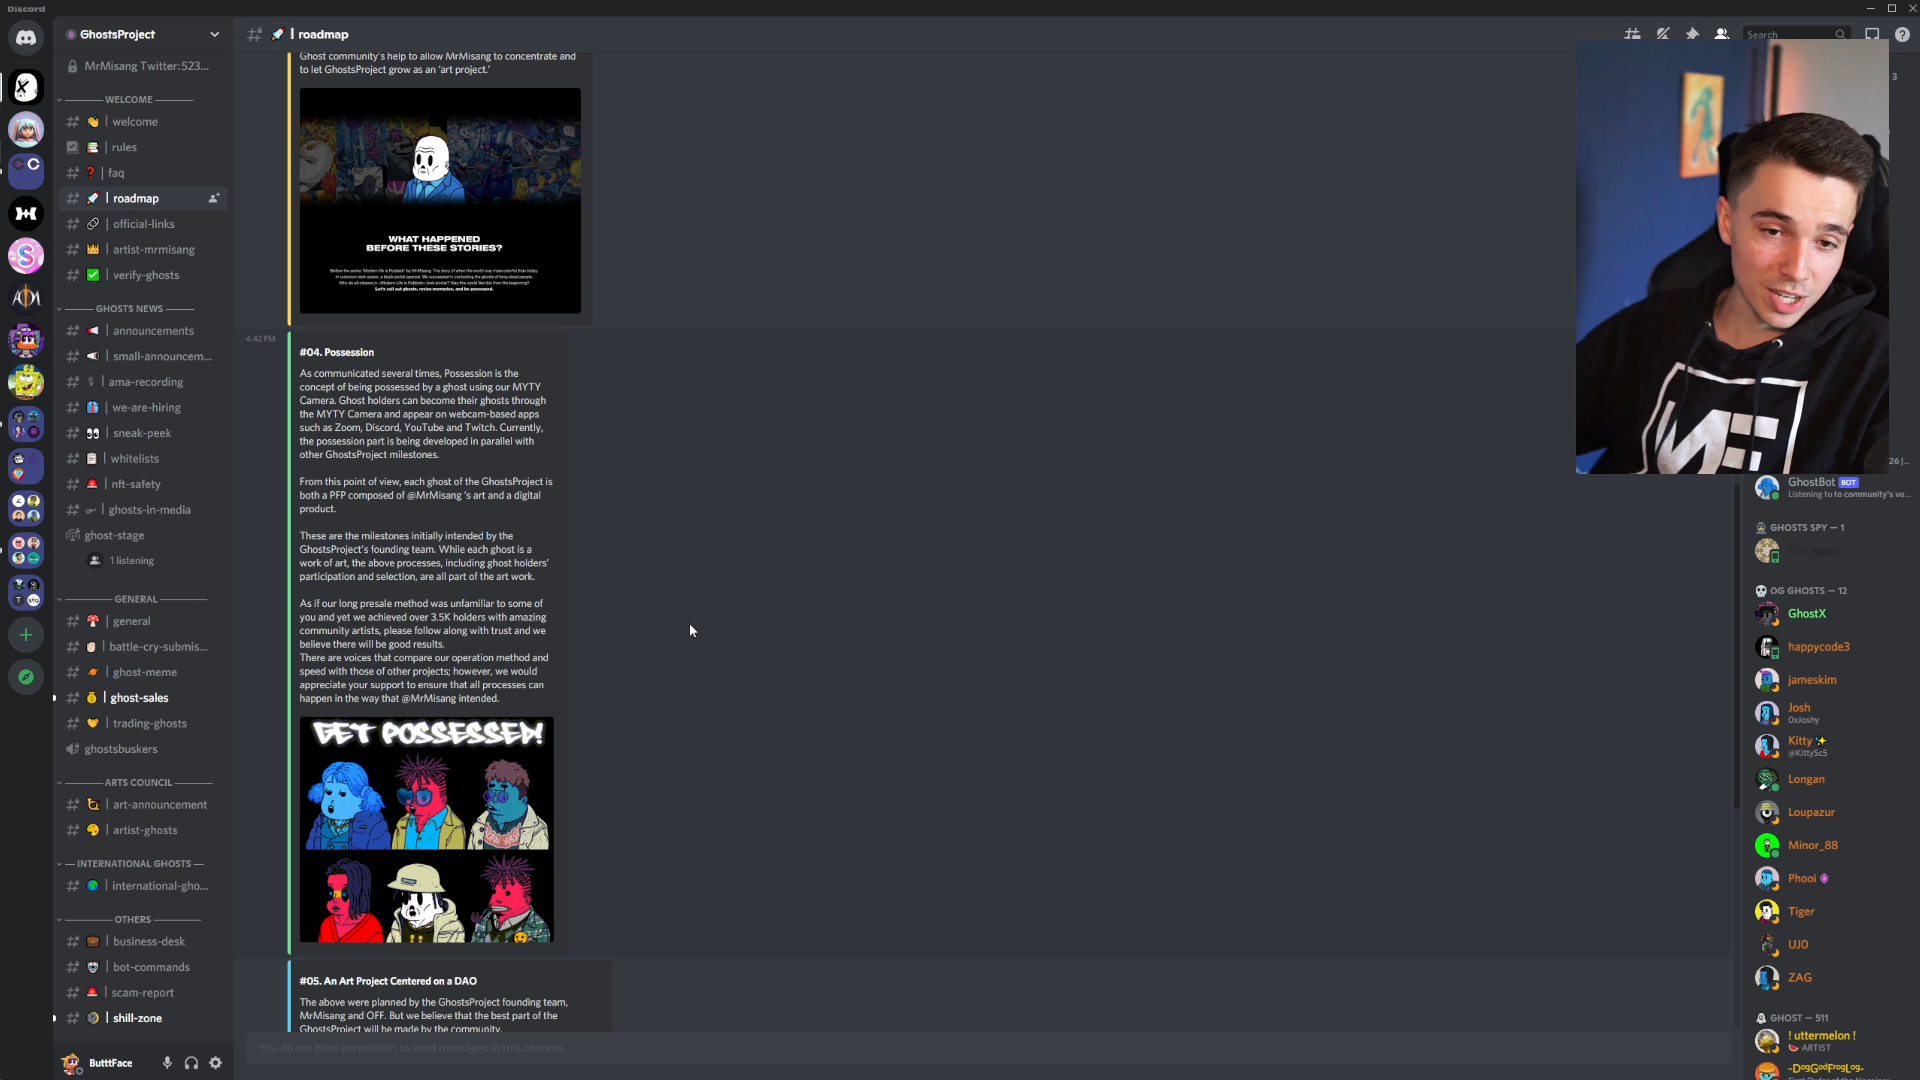 Discord
GhostsProject
MrMisang Twitter:523...
WELCOME
welcome
rules
faq
roadmap
official-links
artist-mrmisang
verify-ghosts
GHOSTS NEWS
announcements
small-announcem...
ama-recording
we-are-hiring
sneak-peek
whitelists
nft-safety
ghosts-in-media
ghost-stage
1 listening
GENERAL
general
battle-cry-submis...
ghost-meme
ghost-sales
trading-ghosts
ghostsbuskers
ARTS COUNCIL
art-announcement
artist-ghosts
INTERNATIONAL GHOSTS
international-gho...
OTHERS
business-desk
bot-commands
scam-report
shill-zone
ButttFace
roadmap
Search
Ghost community's help to allow MrMisang to concentrate and
to let GhostsProject grow as an 'art project.'
WHAT HAPPENED
BEFORE THESE STORIES?
Let's call out ghosts, revive memories, and be possessed.
4:42 PM
#04. Possession
As communicated several times, Possession is the
concept of being possessed by a ghost using our MYTY
Camera. Ghost holders can become their ghosts through
the MYTY Camera and appear on webcam-based apps
such as Zoom, Discord, YouTube and Twitch. Currently,
the possession part is being developed in parallel with
other GhostsProject milestones.
From this point of view, each ghost of the GhostsProject is
both a PFP composed of @MrMisang 's art and a digital
product.
These are the milestones initially intended by the
GhostsProject's founding team. While each ghost is a
work of art, the above processes, including ghost holders'
participation and selection, are all part of the art work.
As if our long presale method was unfamiliar to some of
you and yet we achieved over 3.5K holders with amazing
community artists, please follow along with trust and we
believe there will be good results.
There are voices that compare our operation method and
speed with those of other projects; however, we would
appreciate your support to ensure that all processes can
happen in the way that @MrMisang intended.
GET POSSESSED!
#05. An Art Project Centered on a DAO
The above were planned by the GhostsProject founding team,
MrMisang and OFF. But we believe that the best part of the
GhostsProject will be made by the community.
You do not have permission to send messages in this channel.
3
26 |...
GhostBot BOT
Listening to to community's vo...
GHOSTS SPY — 1
OG GHOSTS — 12
GhostX
happycode3
jameskim
Josh
0xJoshy
Kitty
@KittySc5
Longan
Loupazur
Minor_88
Phooi
Tiger
UJO
ZAG
GHOST — 511
! uttermelon !
ARTIST
-DogGodFrogLog-